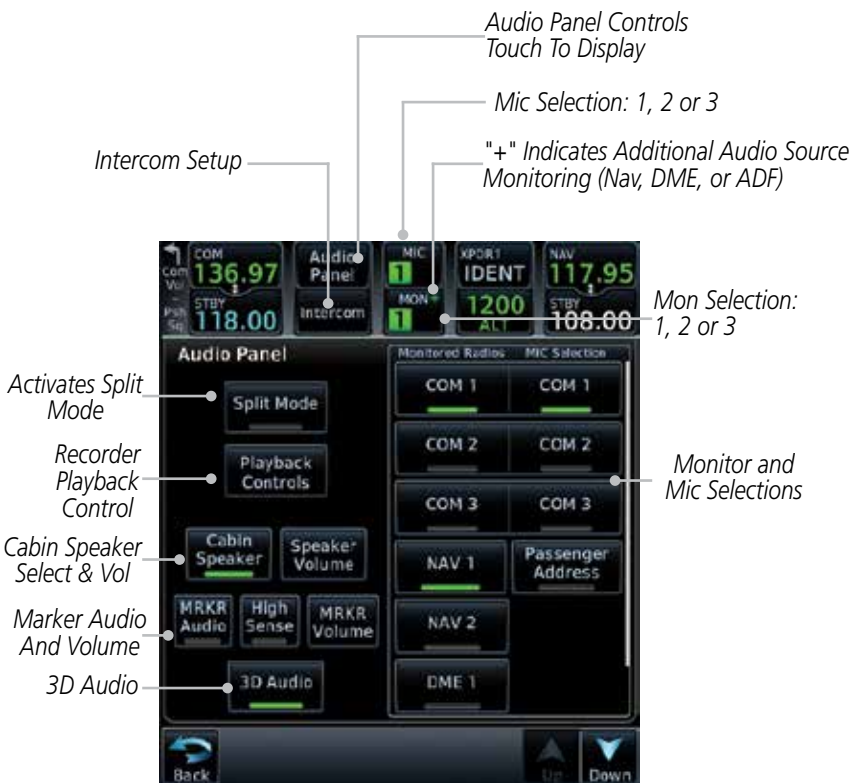 Audio Panel Controls
Touch To Display
Mic Selection: 1, 2 or 3
"+" Indicates Additional Audio Source
Monitoring (Nav, DME, or ADF)
Intercom Setup
COM
136.97
Com
Vol
-
Psh
Sq
STBY
118.00
Audio
Panel
Intercom
MIC
1
MON +
1
XPDR1
IDENT
1200
ALT
NAV
117.95
STBY
108.00
Mon Selection:
1, 2 or 3
Audio Panel
Monitored Radios
MIC Selection
Activates Split
Mode
Split Mode
COM 1
COM 1
Recorder
Playback
Control
Playback
Controls
COM 2
COM 2
Monitor and
Mic Selections
COM 3
COM 3
Cabin Speaker
Select & Vol
Cabin
Speaker
Speaker
Volume
NAV 1
Passenger
Address
Marker Audio
And Volume
MRKR
Audio
High
Sense
MRKR
Volume
NAV 2
3D Audio
3D Audio
DME 1
Back
Up
Down